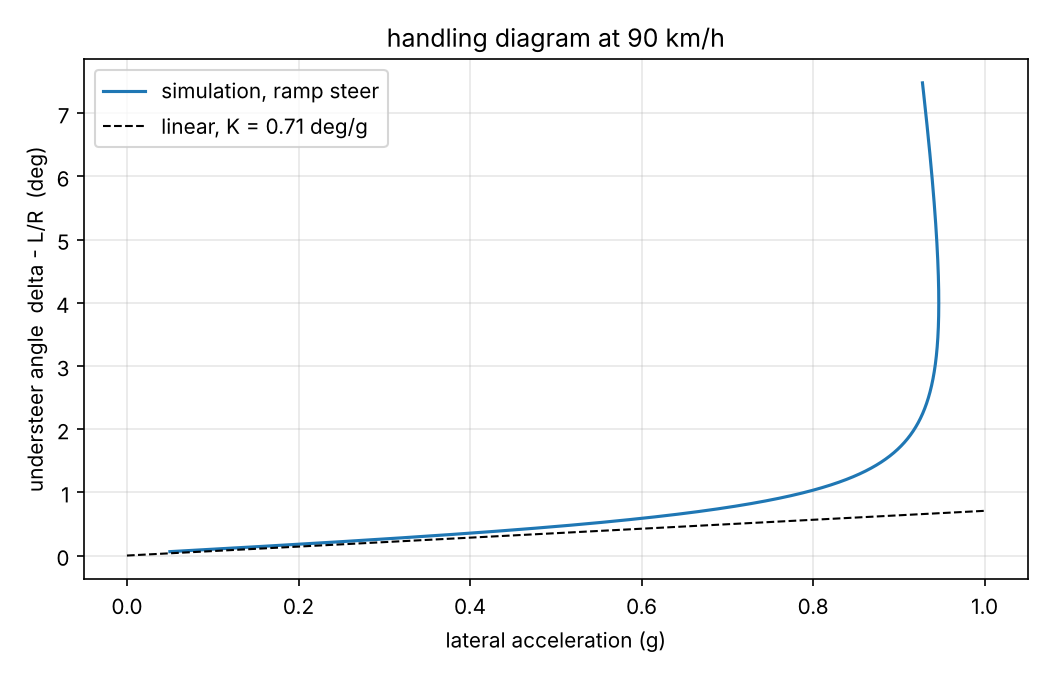 handling diagram at 90 km/h
simulation, ramp steer
linear, K = 0.71 deg/g
understeer angle  delta - L/R  (deg)
7
6
5
4
3
2
1
0
0.0 0.2 0.4 0.6 0.8 1.0
lateral acceleration (g)